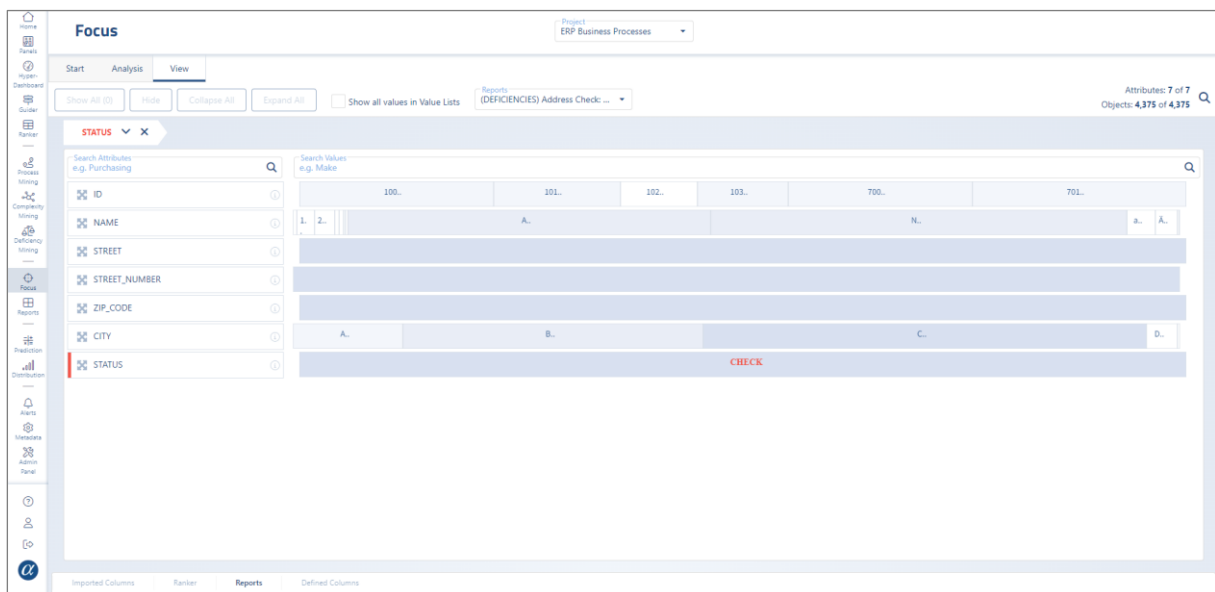 Home
Panels
Hyper-
Dashboard
Guider
Ranker
Process
Mining
Complexity
Mining
Deficiency
Mining
Focus
Reports
Prediction
Distribution
Alerts
Metadata
Admin
Panel
α
Focus
Project
ERP Business Processes
Start Analysis View
Show All (0) Hide Collapse All Expand All Show all values in Value Lists
Reports
(DEFICIENCIES) Address Check: ...
Attributes: 7 of 7
Objects: 4,375 of 4,375
STATUS
Search Attributes
e.g. Purchasing
Search Values
e.g. Make
ID 100.. 101.. 102.. 103.. 700.. 701..
NAME 1. 2.. A.. N.. a.. Ä..
STREET
STREET_NUMBER
ZIP_CODE
CITY A.. B.. C.. D..
STATUS CHECK
Imported Columns Ranker Reports Defined Columns